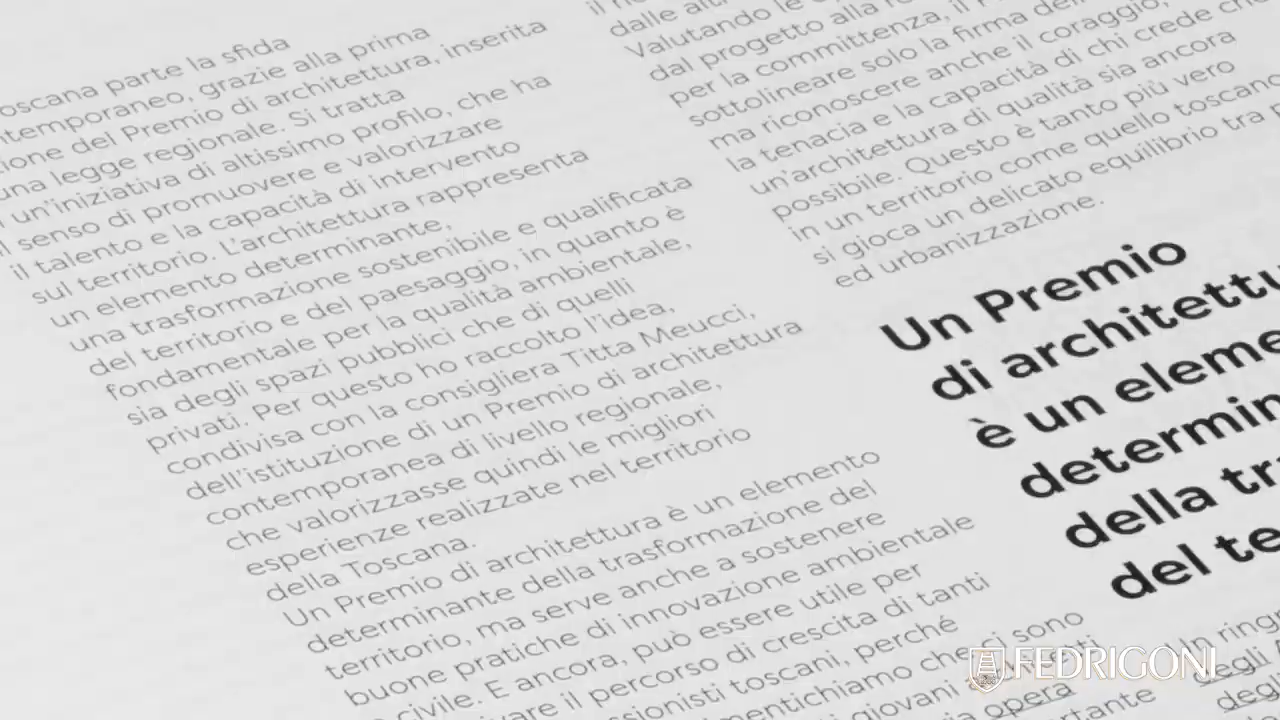 parte la sfida
grazie alla prima
del Premio di architettura, inserita
una legge regionale. Si tratta
un'iniziativa di altissimo profilo, che ha
senso di promuovere e valorizzare
il talento e la capacità di intervento
sul territorio. L'architettura rappresenta
un elemento determinante,
una trasformazione sostenibile e qualificata
del territorio e del paesaggio, in quanto è
fondamentale per la qualità ambientale,
sia degli spazi pubblici che di quelli
privati. Per questo ho raccolto l'idea,
condivisa con la consigliera Titta Meucci,
dell'istituzione di un Premio di architettura
contemporanea di livello regionale,
che valorizzasse quindi le migliori
esperienze realizzate nel territorio
della Toscana.
Un Premio di architettura è un elemento
determinante della trasformazione del
territorio, ma serve anche a sostenere
buone pratiche di innovazione ambientale
civile. E ancora, può essere utile per
il percorso di crescita di tanti
toscani, perché
che ci sono
giovani
opera
Valutando le
dal progetto alla
per la committenza, il
sottolineare solo la firma
ma riconoscere anche il coraggio,
la tenacia e la capacità di chi crede che
un'architettura di qualità sia ancora
possibile. Questo è tanto più vero
in un territorio come quello toscano
si gioca un delicato equilibrio tra
ed urbanizzazione.
Un Premio
di
è un
della
del
FEDRIGONI